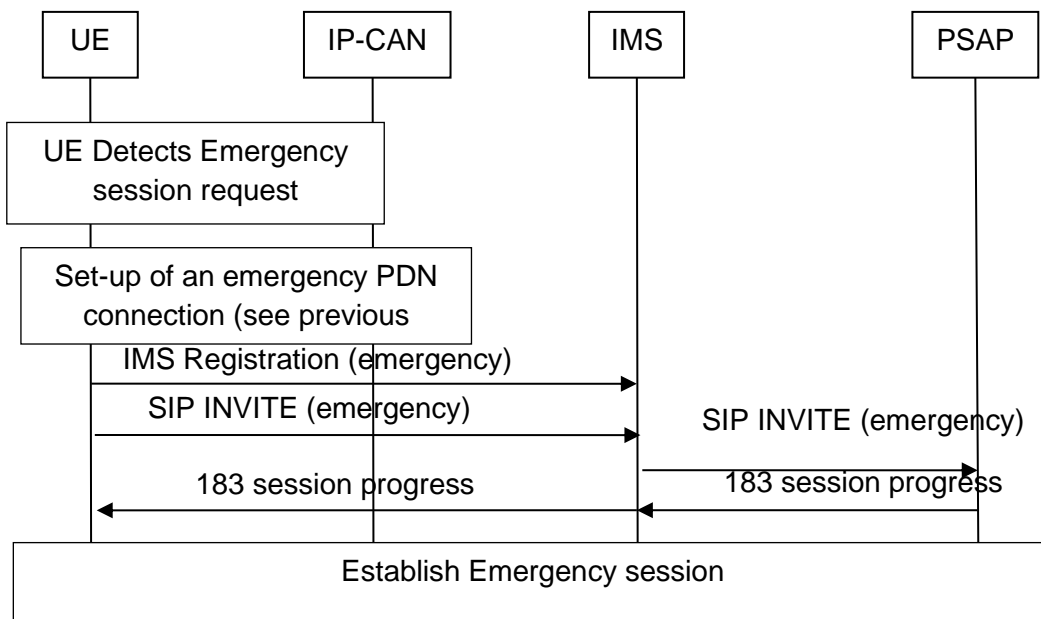 UE
IP-CAN
IMS
PSAP
UE Detects Emergency
session request
Set-up of an emergency PDN
connection (see previous
IMS Registration (emergency)
SIP INVITE (emergency)
SIP INVITE (emergency)
183 session progress
183 session progress
Establish Emergency session